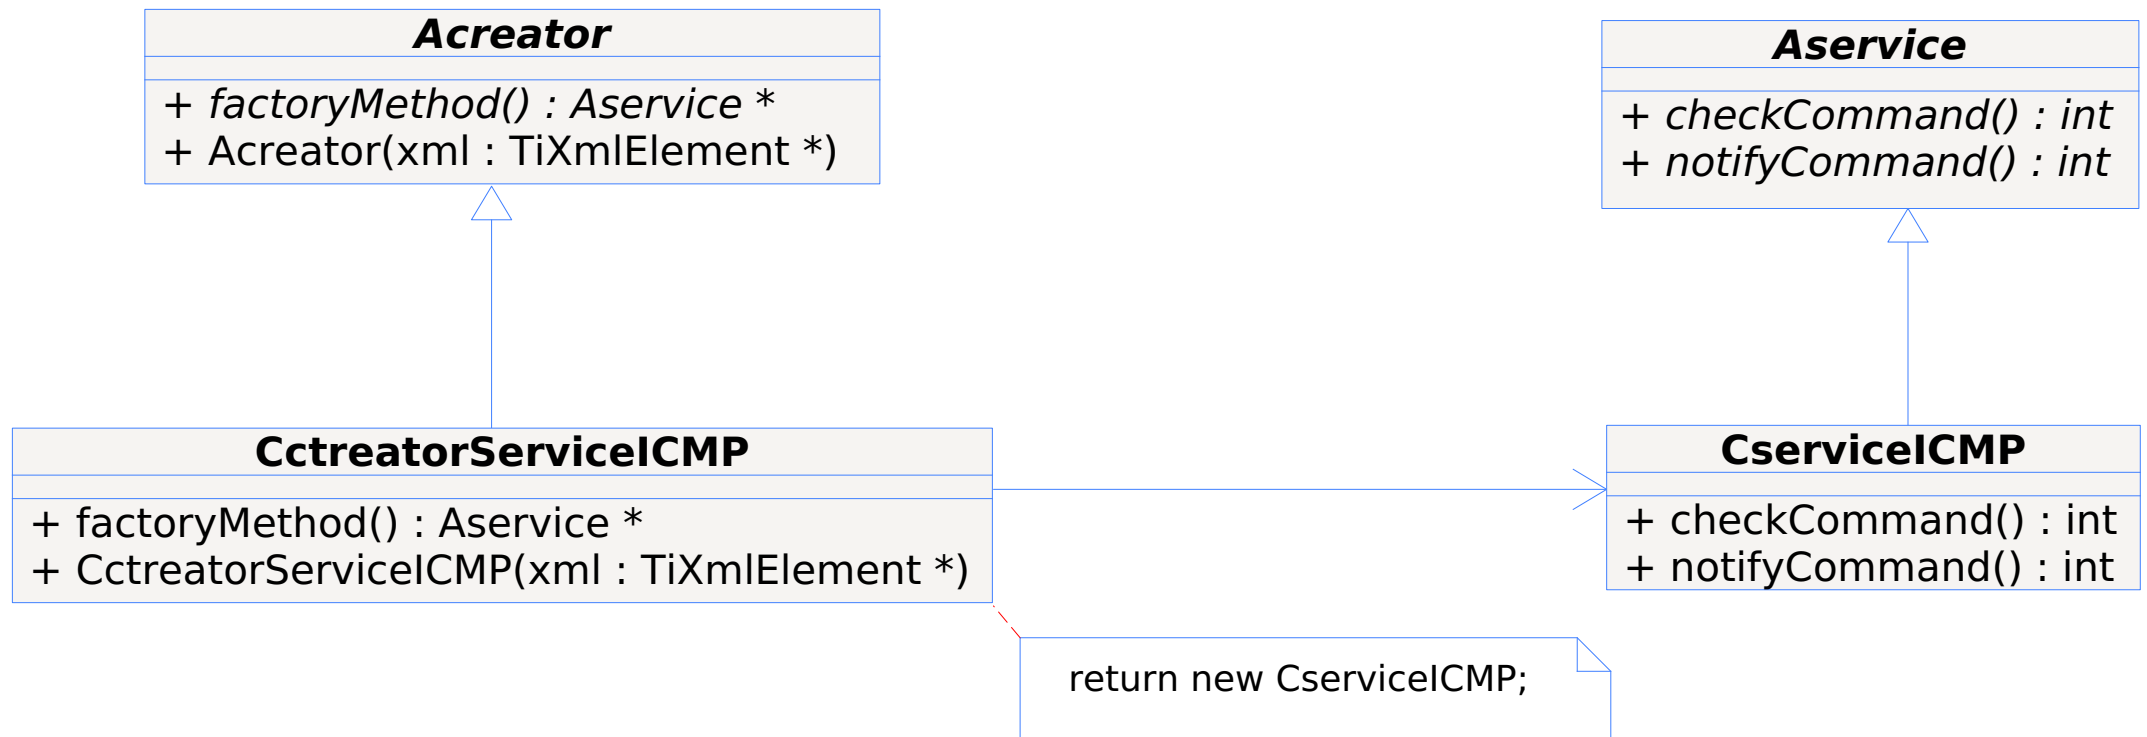 Acreator
+ factoryMethod() : Aservice *
+ Acreator(xml : TiXmlElement *)
Aservice
+ checkCommand() : int
+ notifyCommand() : int
CctreatorServiceICMP
+ factoryMethod() : Aservice *
+ CctreatorServiceICMP(xml : TiXmlElement *)
CserviceICMP
+ checkCommand() : int
+ notifyCommand() : int
return new CserviceICMP;